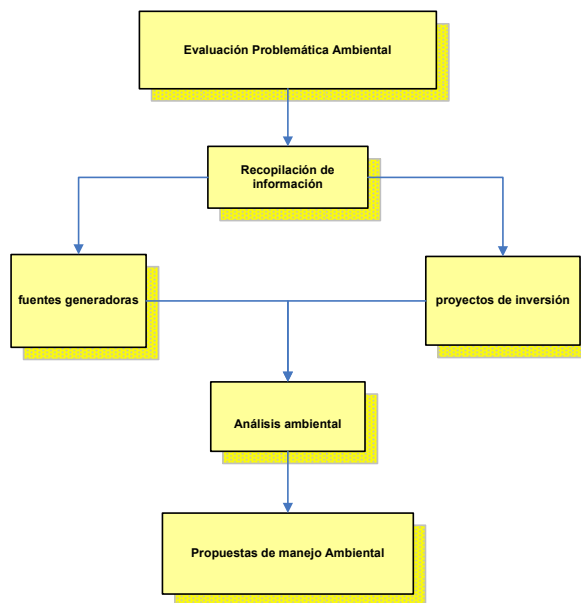 Evaluación Problemática Ambiental
Recopilación de
información
fuentes generadoras
proyectos de inversión
Análisis ambiental
Propuestas de manejo Ambiental